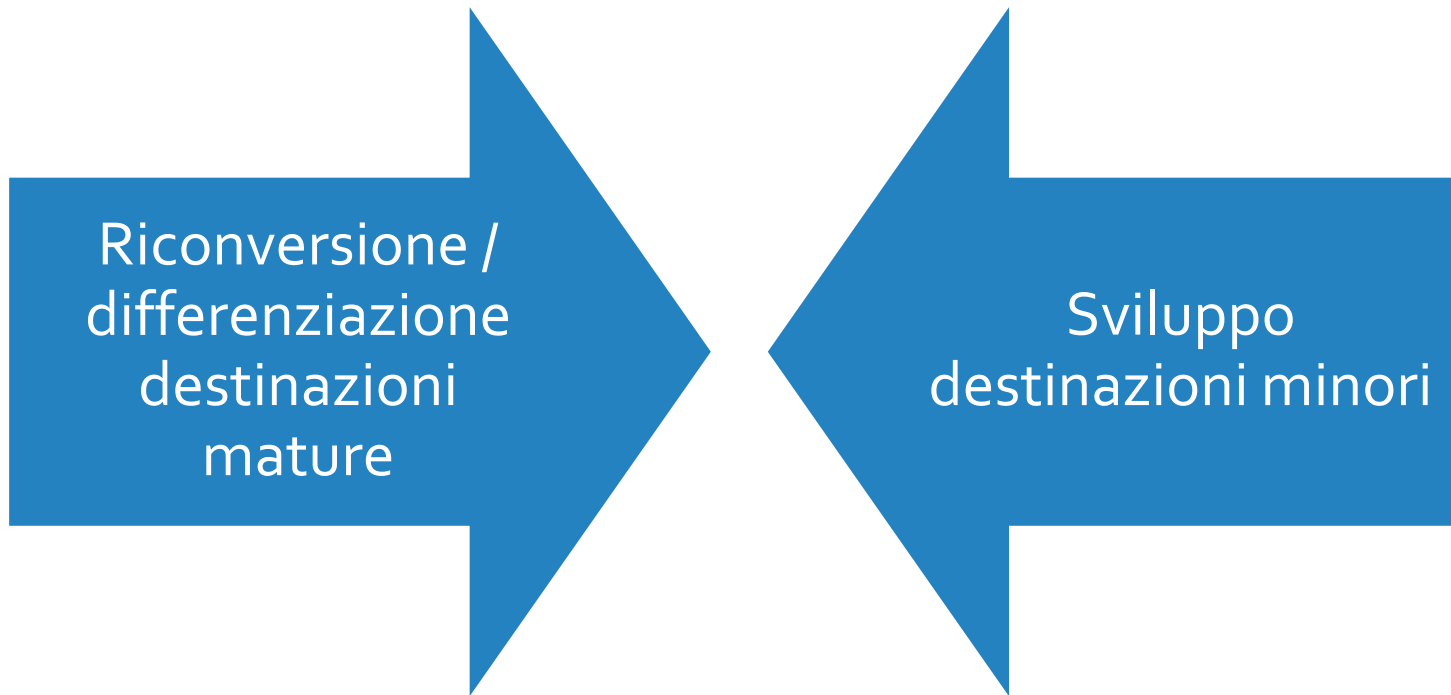 Riconversione /
differenziazione
destinazioni
mature
Sviluppo
destinazioni minori